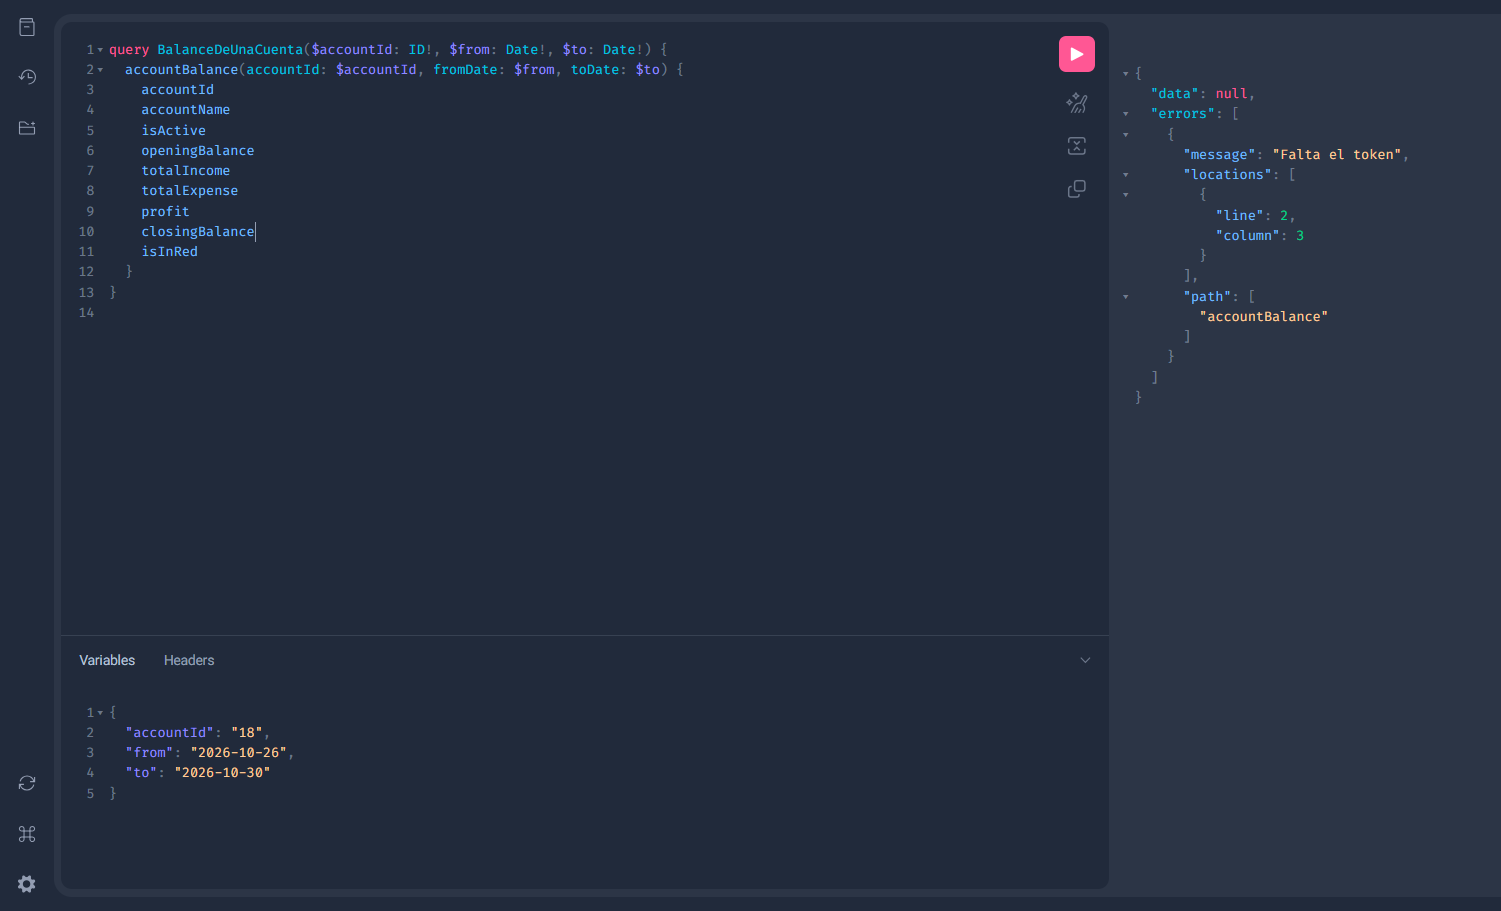 1 query BalanceDeUnaCuenta($accountId: ID!, $from: Date!, $to: Date!) {
2   accountBalance(accountId: $accountId, fromDate: $from, toDate: $to) {
3     accountId
4     accountName
5     isActive
6     openingBalance
7     totalIncome
8     totalExpense
9     profit
10     closingBalance
11     isInRed
12   }
13 }
14
Variables Headers
1 {
2   "accountId": "18",
3   "from": "2026-10-26",
4   "to": "2026-10-30"
5 }
{
  "data": null,
  "errors": [
    {
      "message": "Falta el token",
      "locations": [
        {
          "line": 2,
          "column": 3
        }
      ],
      "path": [
        "accountBalance"
      ]
    }
  ]
}